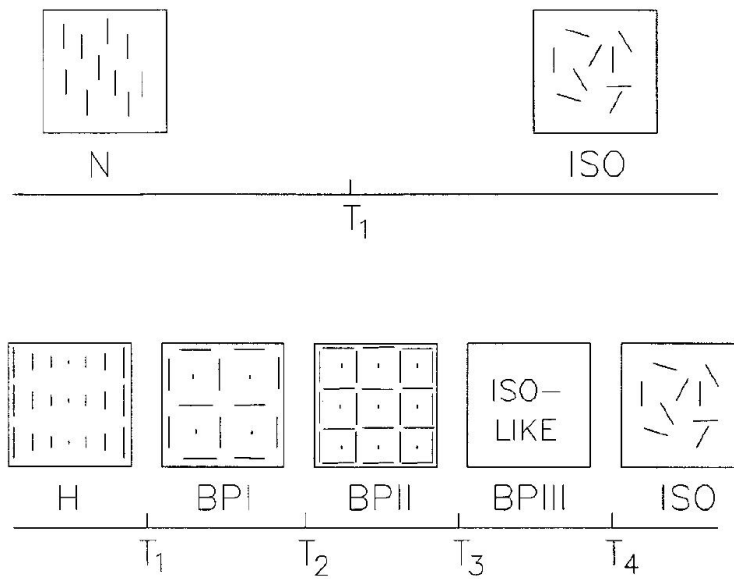 N ISO
T₁
ISO-
LIKE
H BPI BPII BPIII ISO
T₁ T₂ T₃ T₄